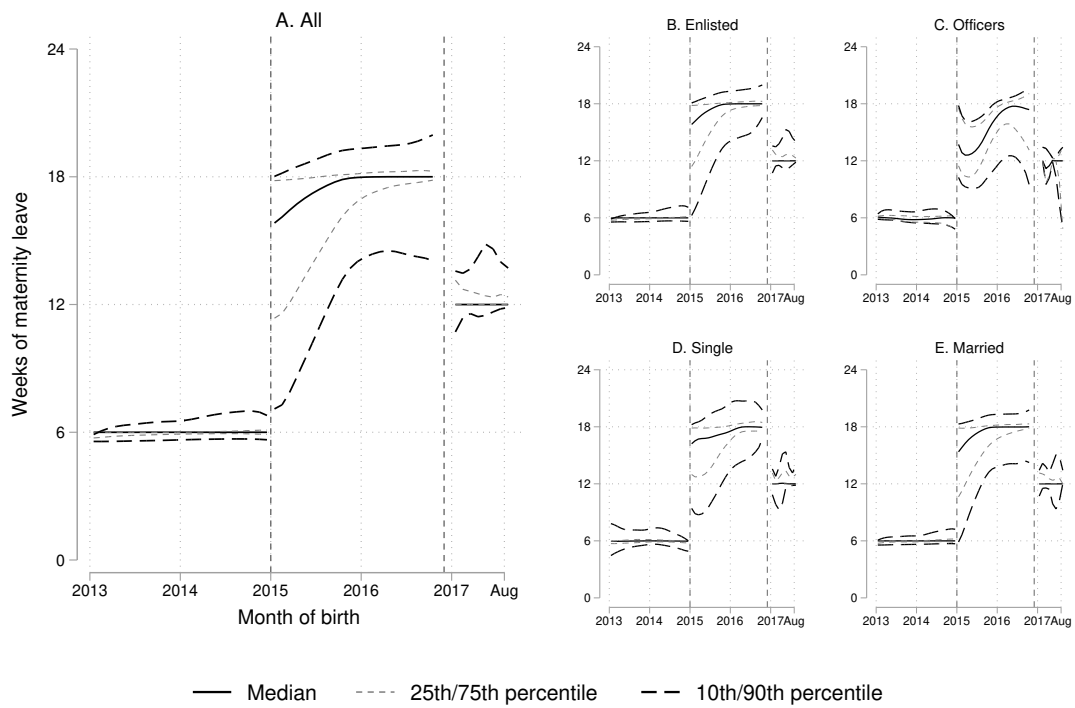 A. All
24
18
12
6
0
Weeks of maternity leave
2013 2014 2015 2016 2017 Aug
Month of birth
B. Enlisted
24
18
12
6
0
2013 2014 2015 2016 2017Aug
C. Officers
24
18
12
6
0
2013 2014 2015 2016 2017Aug
D. Single
24
18
12
6
0
2013 2014 2015 2016 2017Aug
E. Married
24
18
12
6
0
2013 2014 2015 2016 2017Aug
Median 25th/75th percentile 10th/90th percentile